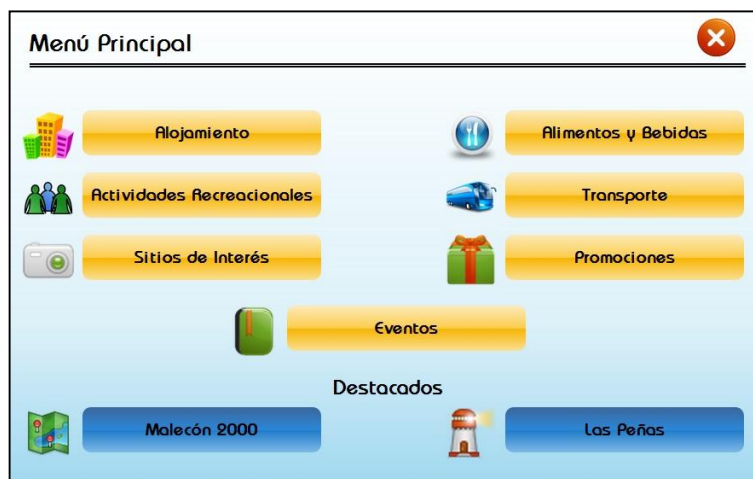 Menú Principal
Alojamiento
Alimentos y Bebidas
Actividades Recreacionales
Transporte
Sitios de Interés
Promociones
Eventos
Destacados
Malecón 2000
Las Peñas